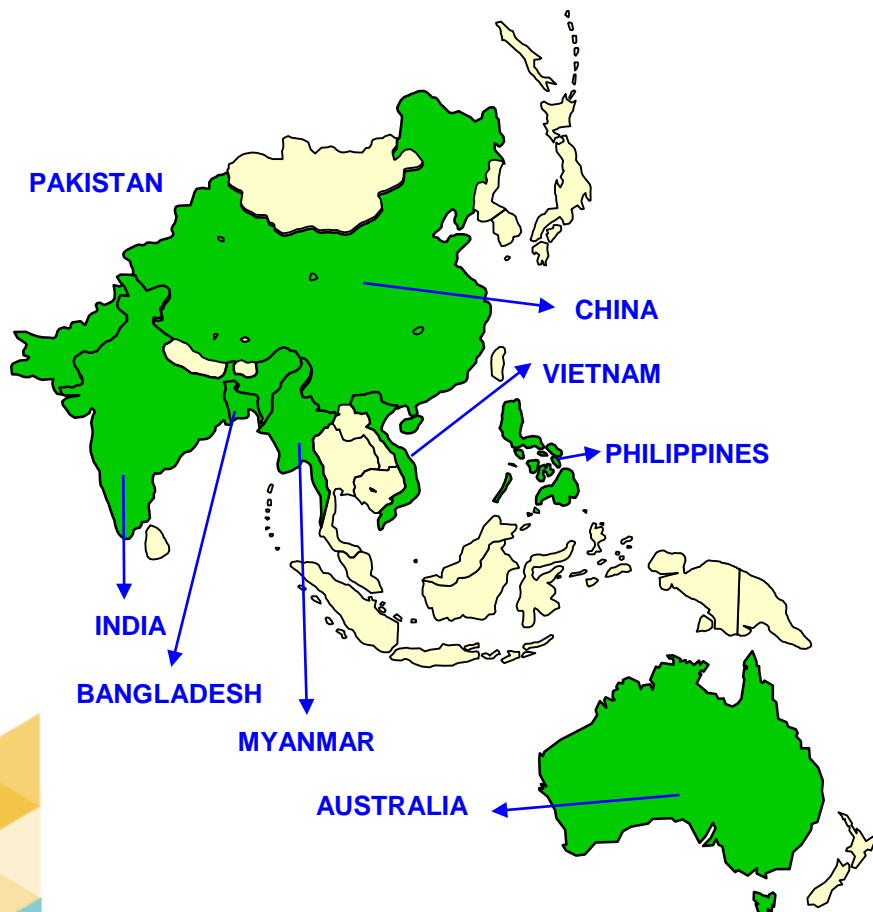 PAKISTAN
CHINA
VIETNAM
PHILIPPINES
INDIA
BANGLADESH
MYANMAR
AUSTRALIA